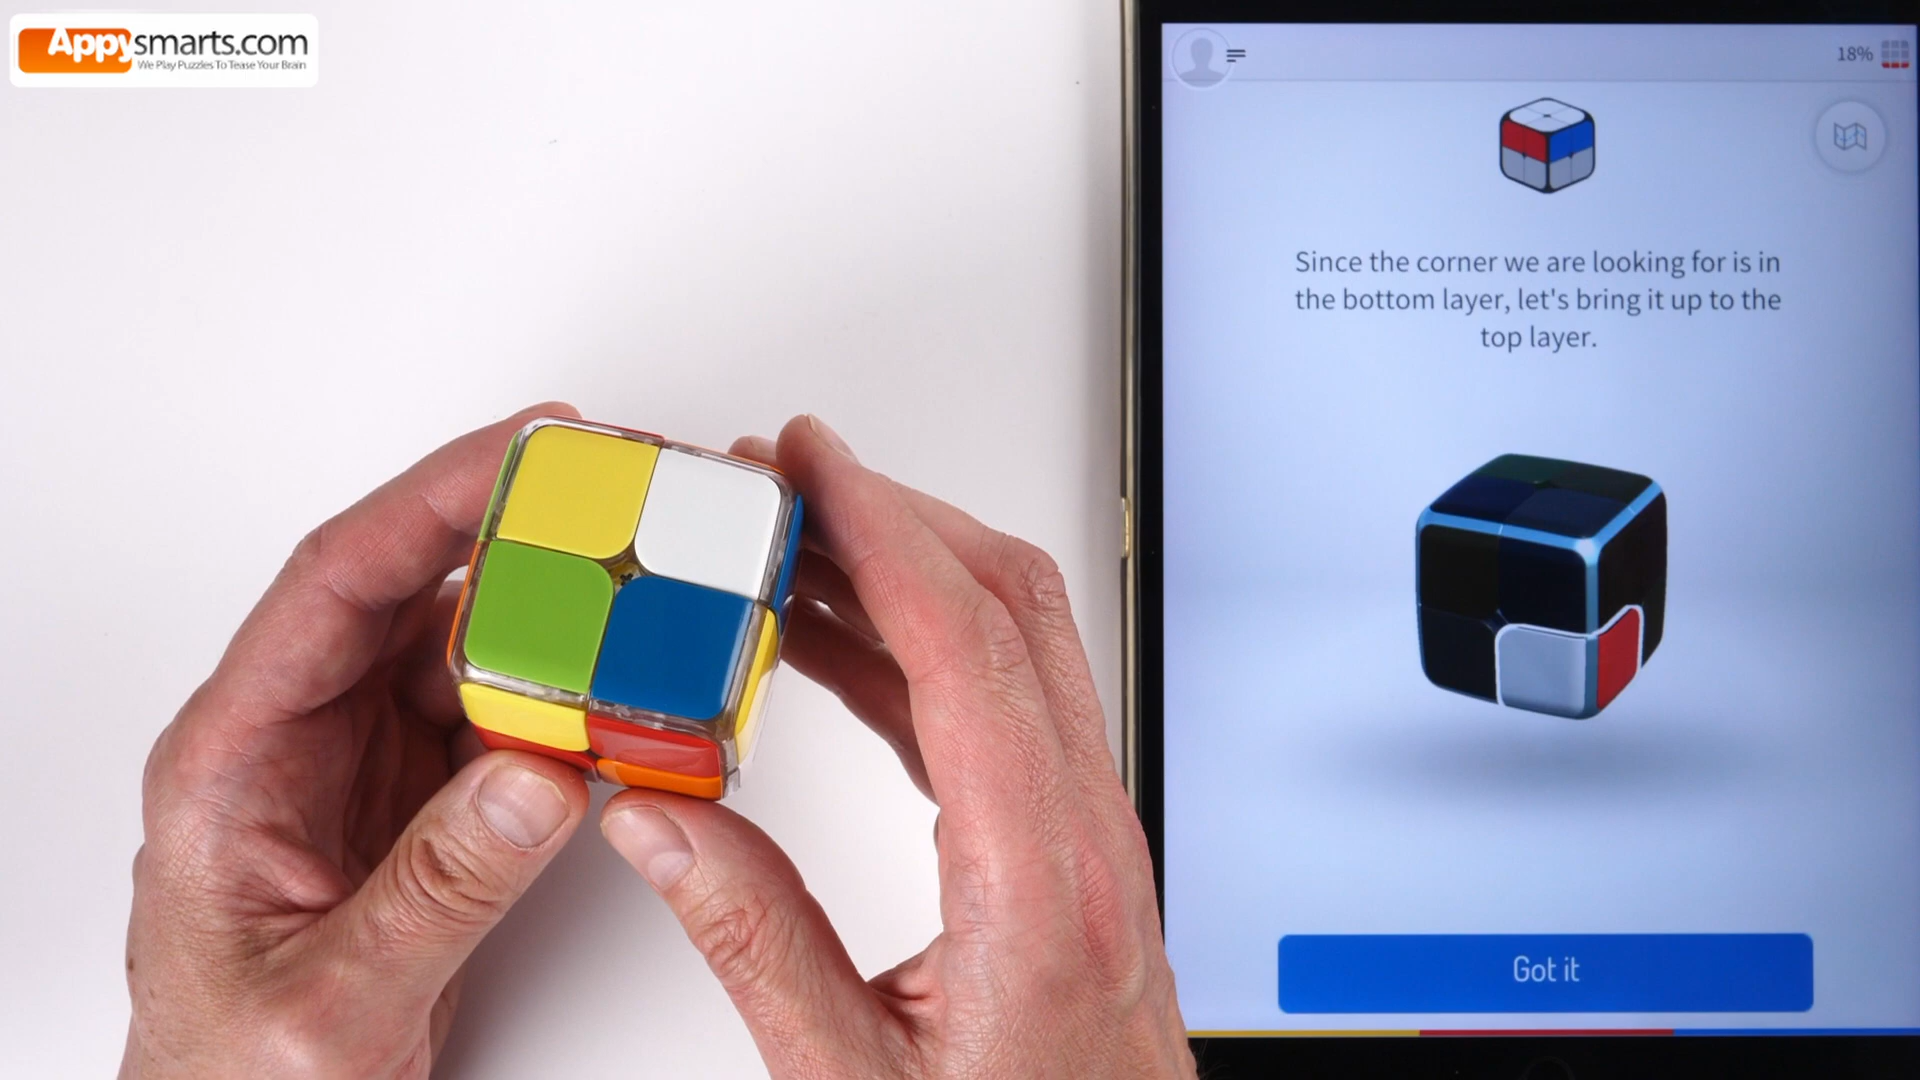 Appysmarts.com
We Play Puzzles To Tease Your Brain
18%
Since the corner we are looking for is in
the bottom layer, let's bring it up to the
top layer.
Got it